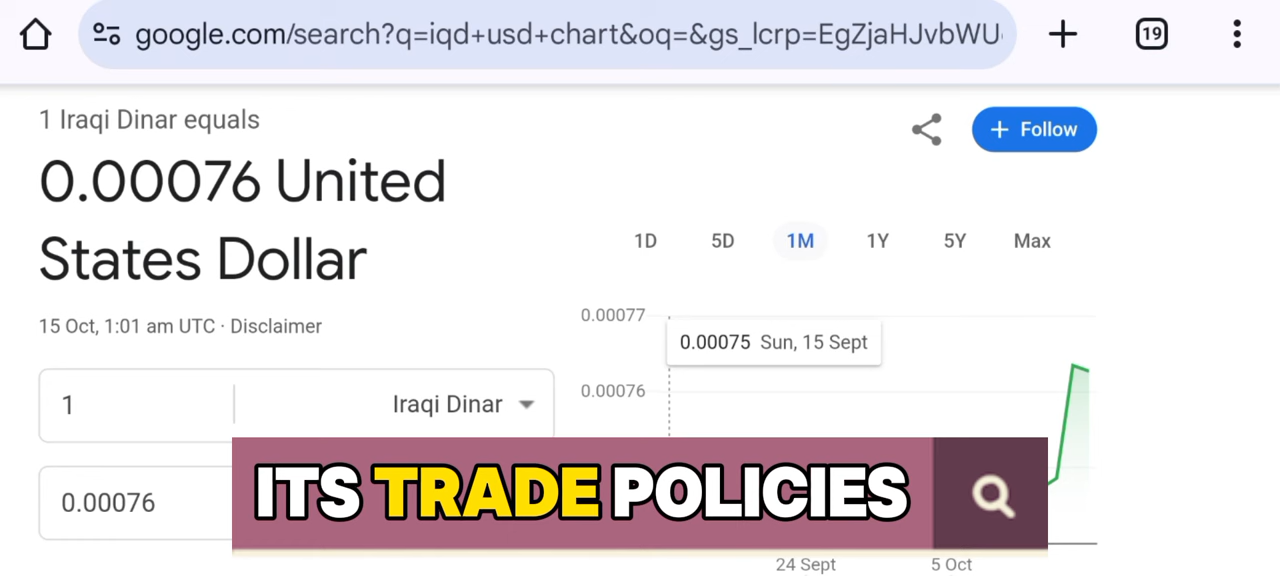 google.com/search?q=iqd+usd+chart&oq=&gs_lcrp=EgZjaHJvbWU
19
1 Iraqi Dinar equals
0.00076 United
States Dollar
15 Oct, 1:01 am UTC · Disclaimer
+ Follow
1D 5D 1M 1Y 5Y Max
0.00077
0.00075 Sun, 15 Sept
0.00076
1 Iraqi Dinar
0.00076
ITS TRADE POLICIES
24 Sept 5 Oct